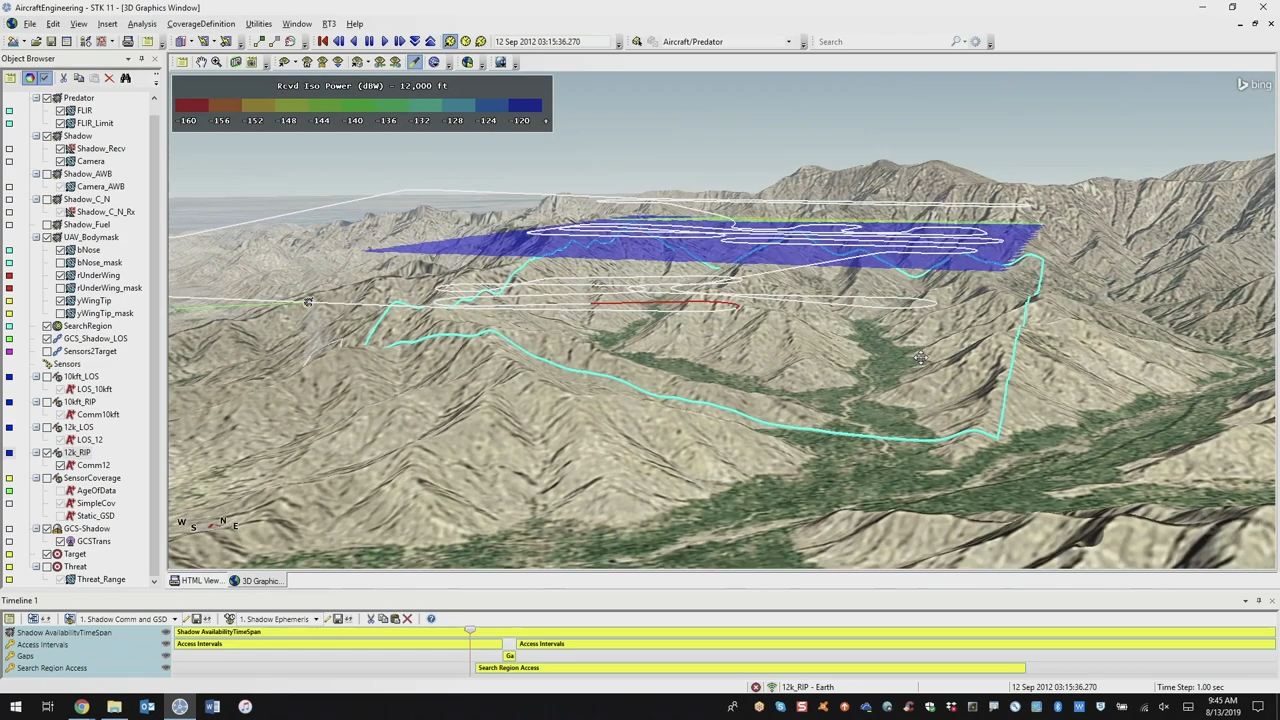 AircraftEngineering - STK 11 - [3D Graphics Window]
File Edit View Insert Analysis CoverageDefinition Utilities Window RT3 Help
12 Sep 2012 03:15:36.270
Aircraft/Predator
Search
Object Browser
Predator
FLIR
FLIR_Limit
Shadow
Shadow_Recv
Camera
Shadow_AWB
Camera_AWB
Shadow_C_N
Shadow_C_N_Rx
Shadow_Fuel
UAV_Bodymask
bNose
bNose_mask
rUnderWing
rUnderWing_mask
yWingTip
yWingTip_mask
SearchRegion
GCS_Shadow_LOS
Sensors2Target
Sensors
10kft_LOS
LOS_10kft
10kft_RIP
Comm10kft
12k_LOS
LOS_12
12k_RIP
Comm12
SensorCoverage
AgeOfData
SimpleCov
Static_GSD
GCS-Shadow
GCSTrans
Target
Threat
Threat_Range
Rcvd Iso Power (dBW) - 12,000 ft
-160 -156 -152 -148 -144 -140 -136 -132 -128 -124 -120 +
bing
W S N E
HTML View... 3D Graphic...
Timeline 1
1. Shadow Comm and GSD
1. Shadow Ephemeris
Shadow AvailabilityTimeSpan
Shadow AvailabilityTimeSpan
Access Intervals
Access Intervals
Access Intervals
Gaps
Ga
Search Region Access
Search Region Access
12k_RIP - Earth
12 Sep 2012 03:15:36.270
Time Step: 1.00 sec
9:45 AM
8/13/2019